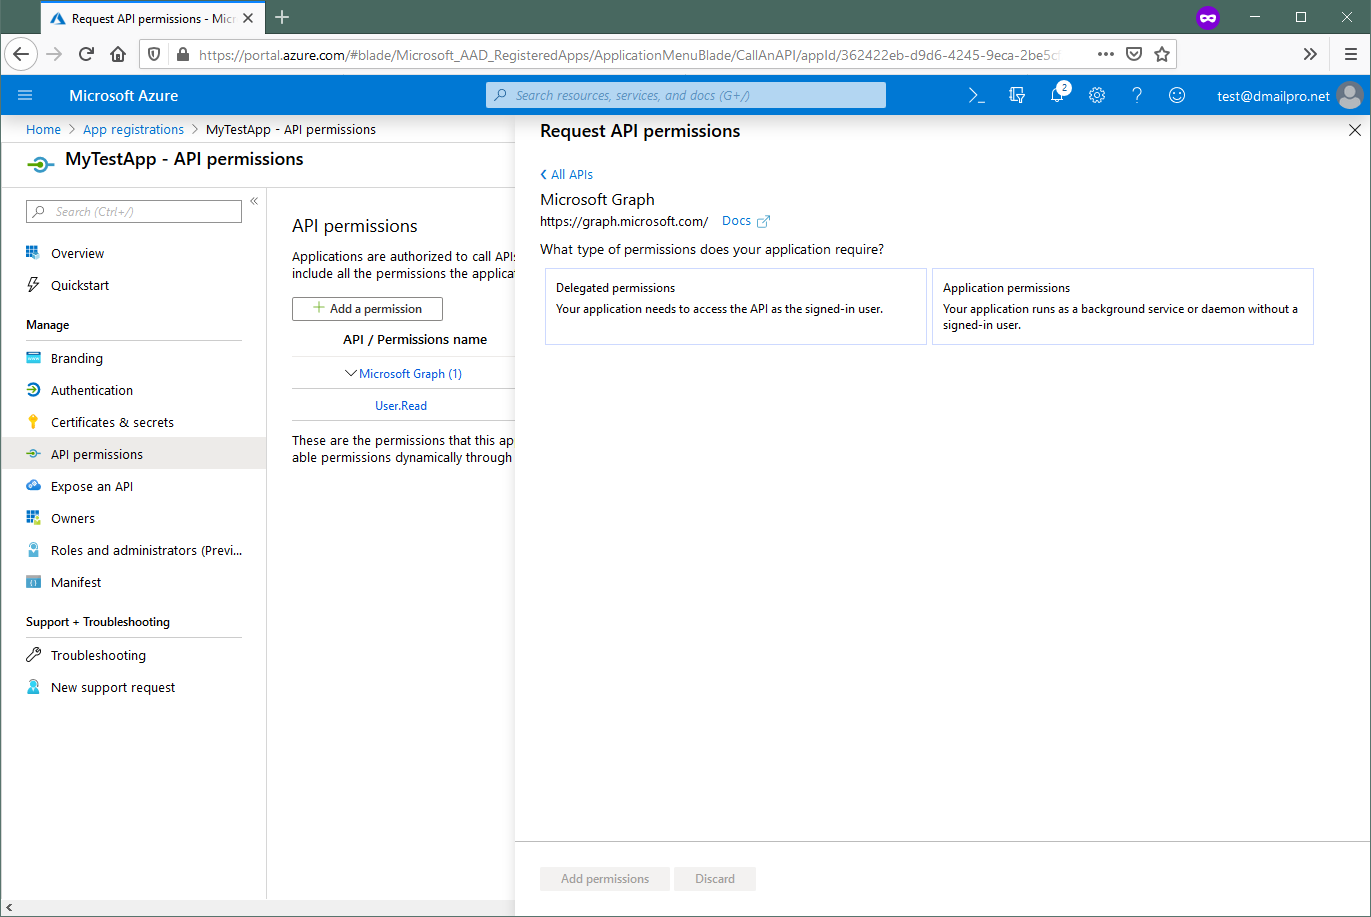 Request API permissions - Micr
https://portal.azure.com/#blade/Microsoft_AAD_RegisteredApps/ApplicationMenuBlade/CallAnAPI/appId/362422eb-d9d6-4245-9eca-2be5cf
Microsoft Azure
Search resources, services, and docs (G+/)
2
test@dmailpro.net
Home > App registrations > MyTestApp - API permissions
MyTestApp - API permissions
Search (Ctrl+/)
Overview
Quickstart
Manage
Branding
Authentication
Certificates & secrets
API permissions
Expose an API
Owners
Roles and administrators (Previ...
Manifest
Support + Troubleshooting
Troubleshooting
New support request
API permissions
Applications are authorized to call APIs
include all the permissions the applicat
Add a permission
API / Permissions name
Microsoft Graph (1)
User.Read
These are the permissions that this ap
able permissions dynamically through
Request API permissions
All APIs
Microsoft Graph
https://graph.microsoft.com/ Docs
What type of permissions does your application require?
Delegated permissions
Your application needs to access the API as the signed-in user.
Application permissions
Your application runs as a background service or daemon without a
signed-in user.
Add permissions
Discard